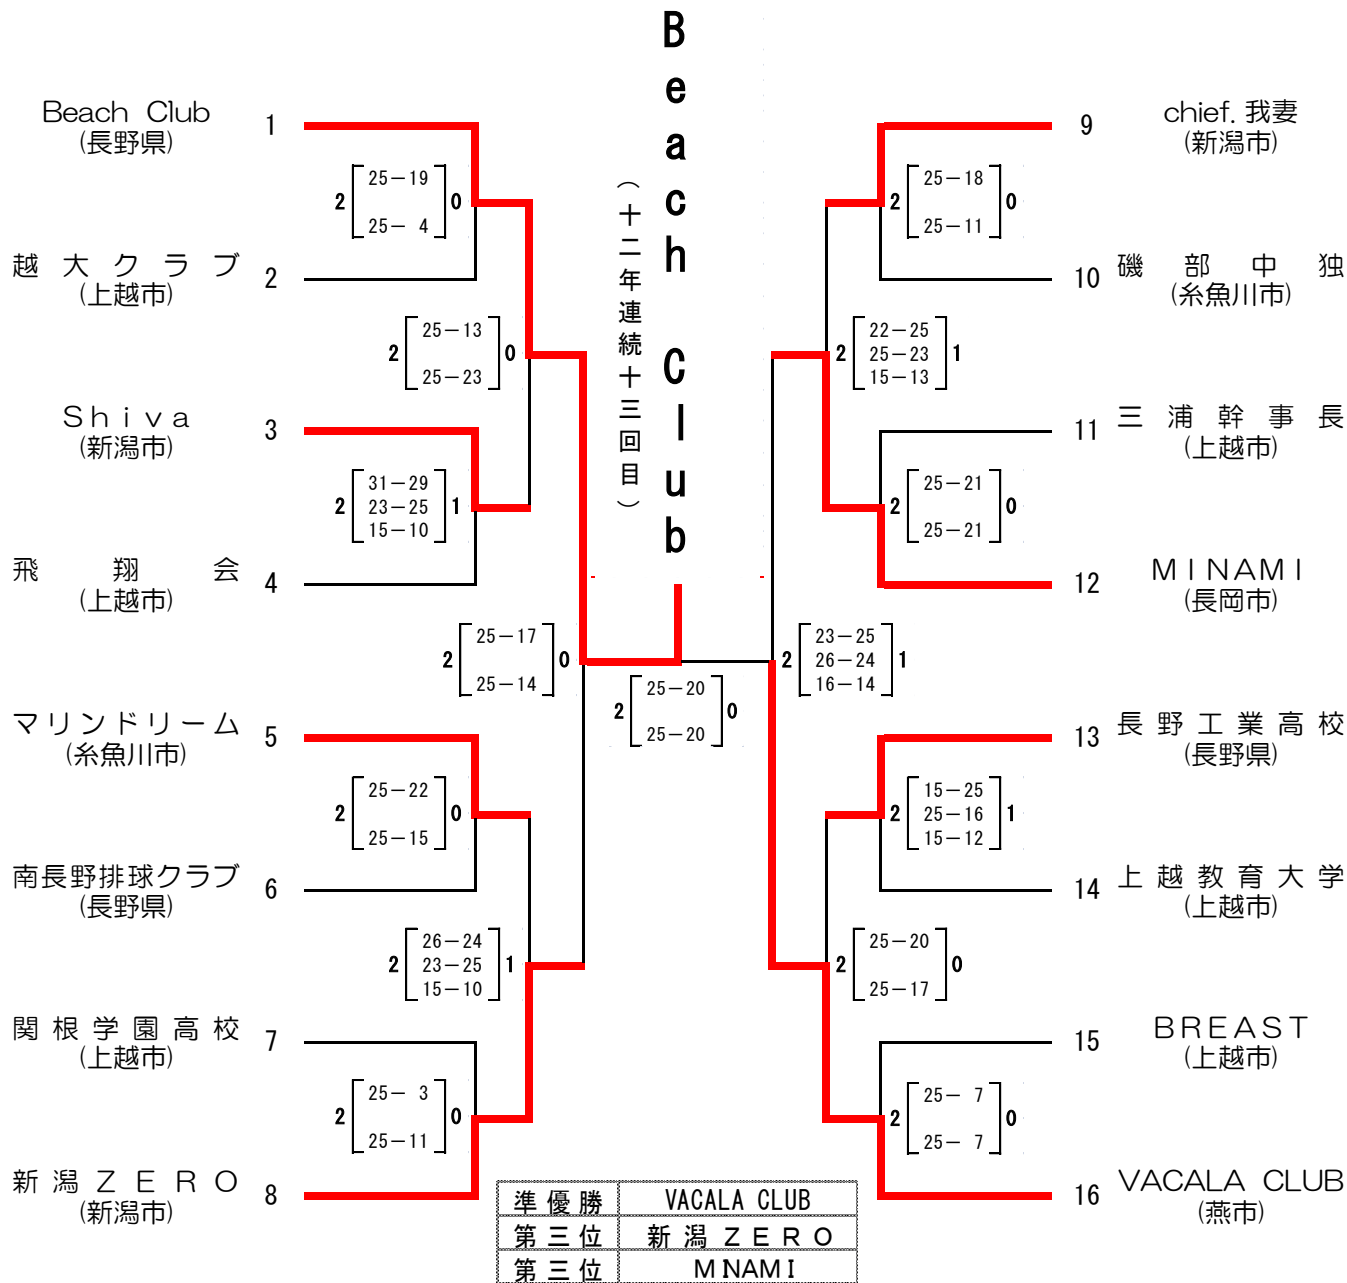 Beach Club
(十二年連続十三回目)
Beach Club
(長野県)
1
2
25-19
25- 4
0
越大クラブ
(上越市)
2
2
25-13
25-23
0
Shiva
(新潟市)
3
2
31-29
23-25
15-10
1
飛翔会
(上越市)
4
2
25-17
25-14
0
マリンドリーム
(糸魚川市)
5
2
25-22
25-15
0
南長野排球クラブ
(長野県)
6
2
26-24
23-25
15-10
1
関根学園高校
(上越市)
7
2
25- 3
25-11
0
新潟ZERO
(新潟市)
8
2
25-20
25-20
0
9
chief.我妻
(新潟市)
2
25-18
25-11
0
10
磯部中独
(糸魚川市)
2
22-25
25-23
15-13
1
11
三浦幹事長
(上越市)
2
25-21
25-21
0
12
MINAMI
(長岡市)
2
23-25
26-24
16-14
1
13
長野工業高校
(長野県)
2
15-25
25-16
15-12
1
14
上越教育大学
(上越市)
2
25-20
25-17
0
15
BREAST
(上越市)
2
25- 7
25- 7
0
16
VACALA CLUB
(燕市)
準優勝 VACALA CLUB
第三位 新潟ZERO
第三位 MINAMI